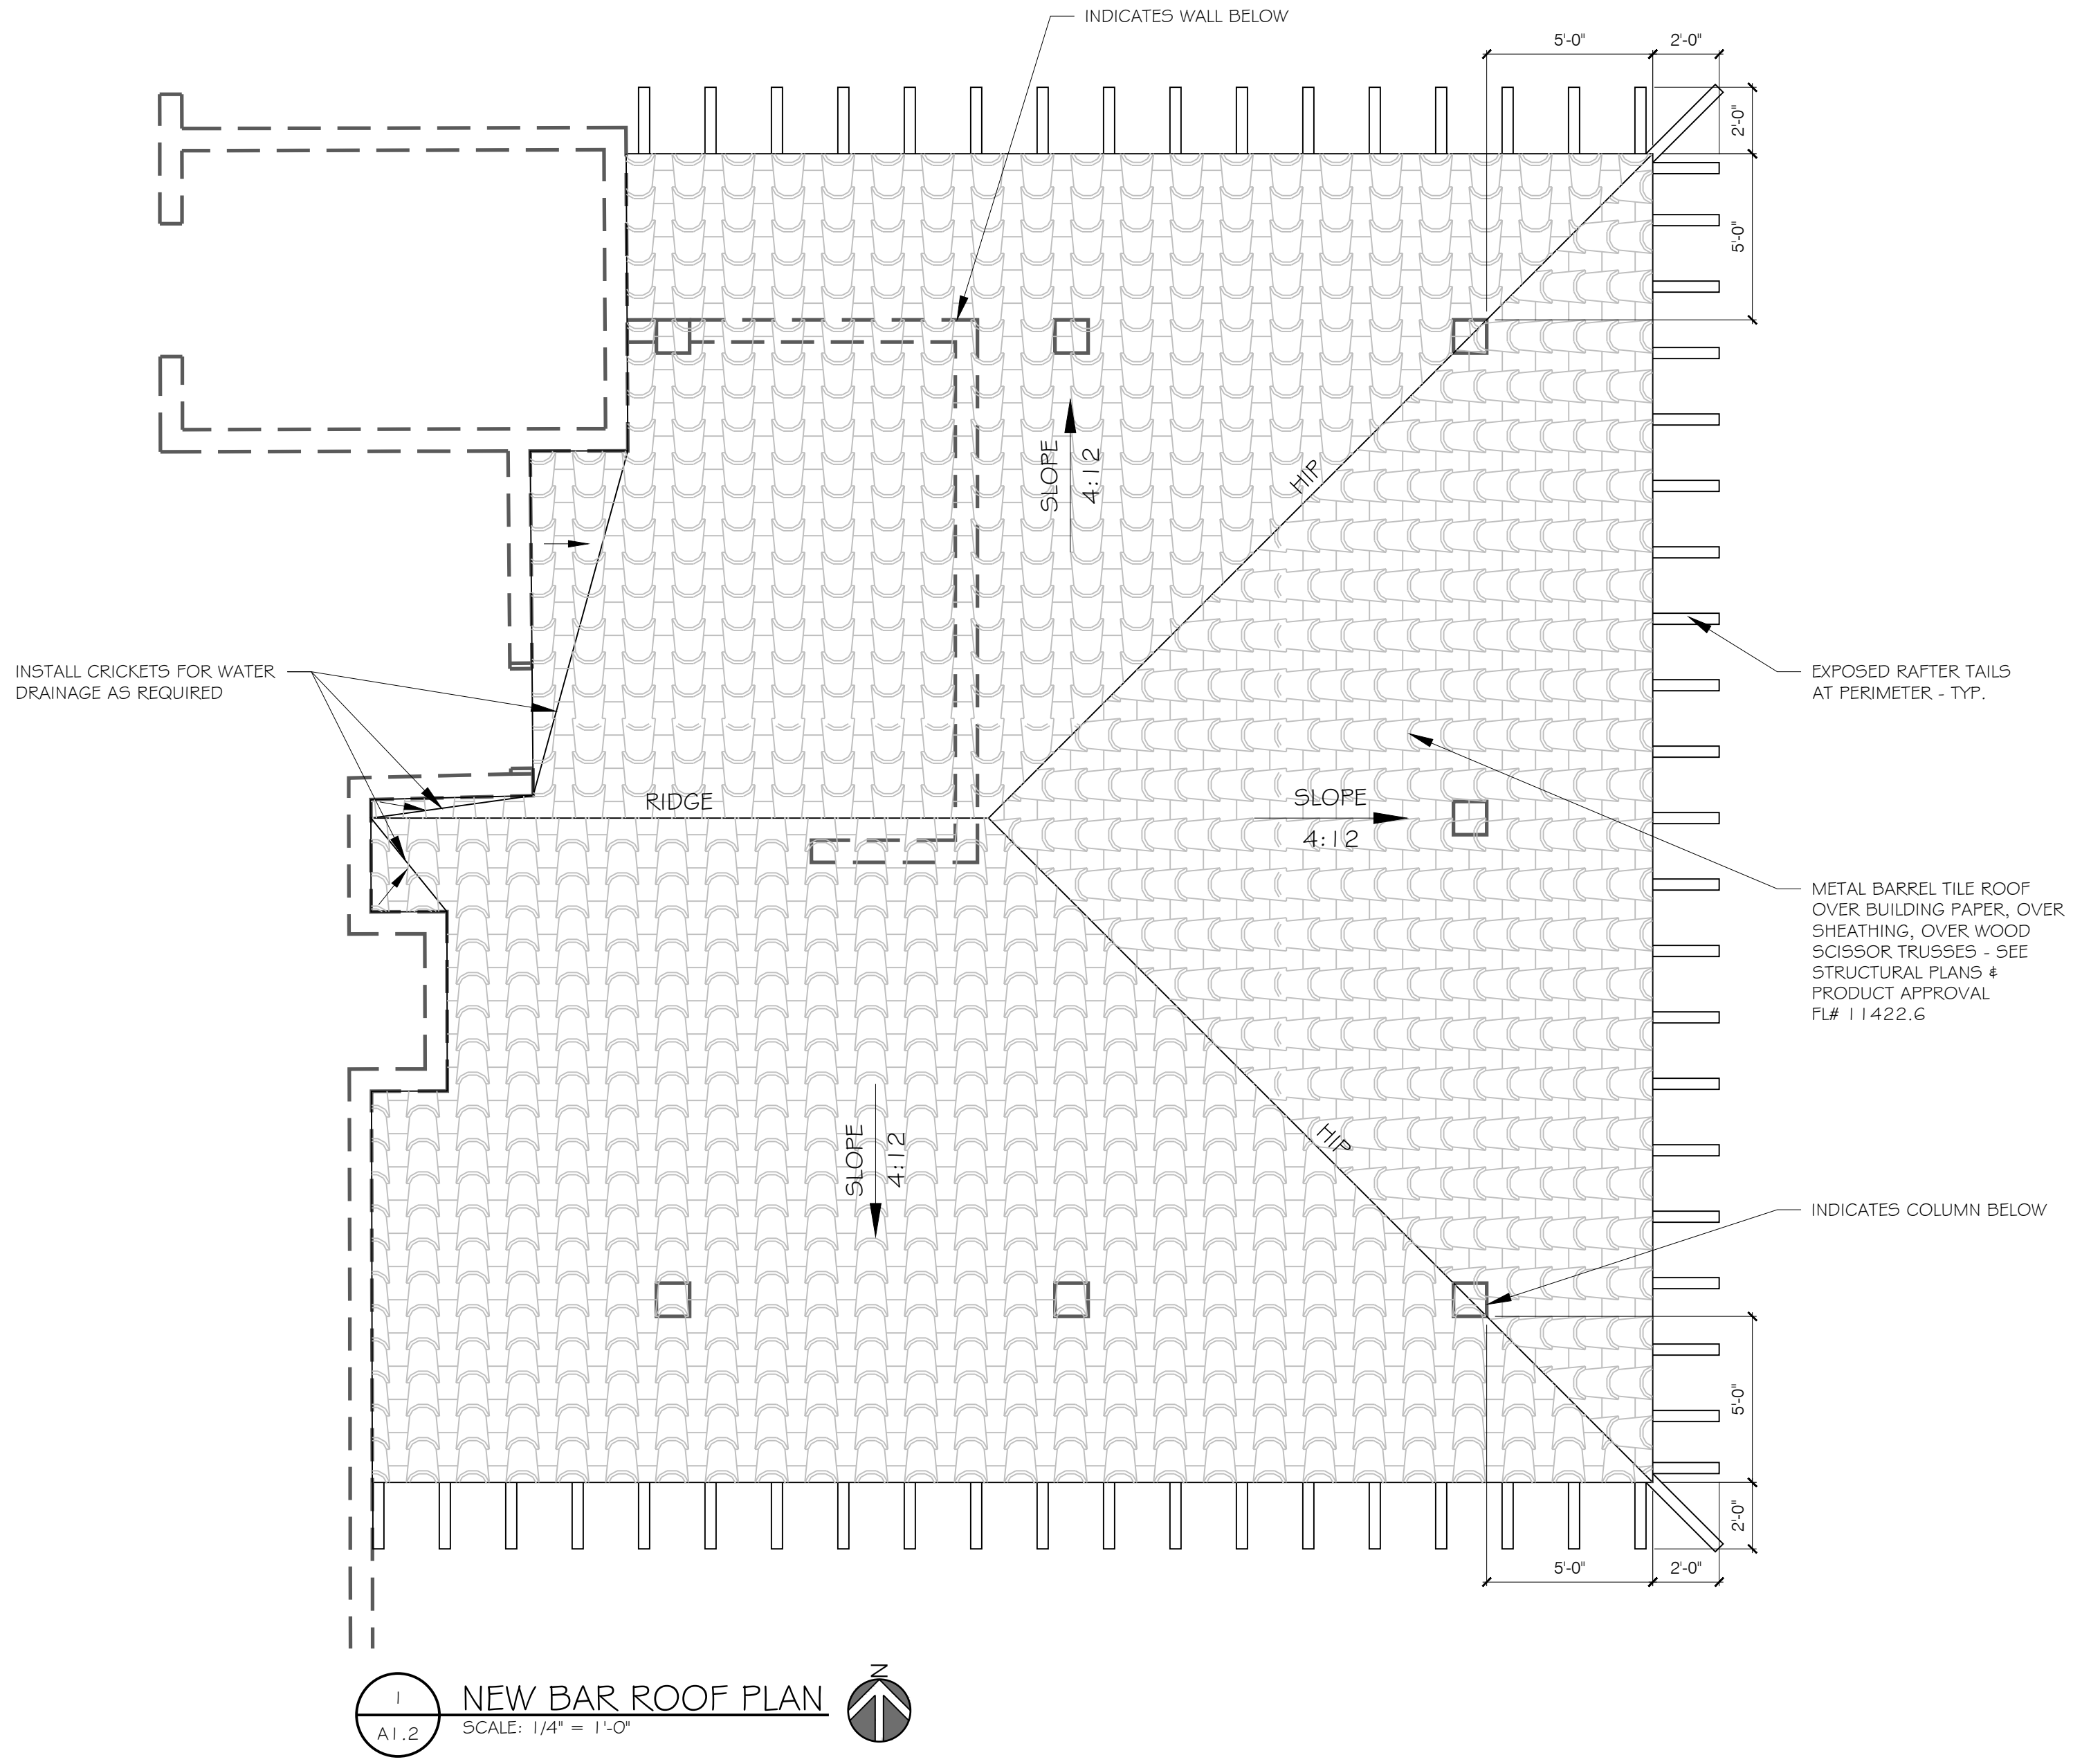 INDICATES WALL BELOW
5'-0"
2'-0"
2'-0"
5'-0"
SLOPE
4:12
HIP
INSTALL CRICKETS FOR WATER
DRAINAGE AS REQUIRED
EXPOSED RAFTER TAILS
AT PERIMETER - TYP.
RIDGE
SLOPE
4:12
METAL BARREL TILE ROOF
OVER BUILDING PAPER, OVER
SHEATHING, OVER WOOD
SCISSOR TRUSSES - SEE
STRUCTURAL PLANS &
PRODUCT APPROVAL
FL# 11422.6
SLOPE
4:12
HIP
INDICATES COLUMN BELOW
5'-0"
2'-0"
5'-0"
2'-0"
N
1
A1.2
NEW BAR ROOF PLAN
SCALE: 1/4" = 1'-0"